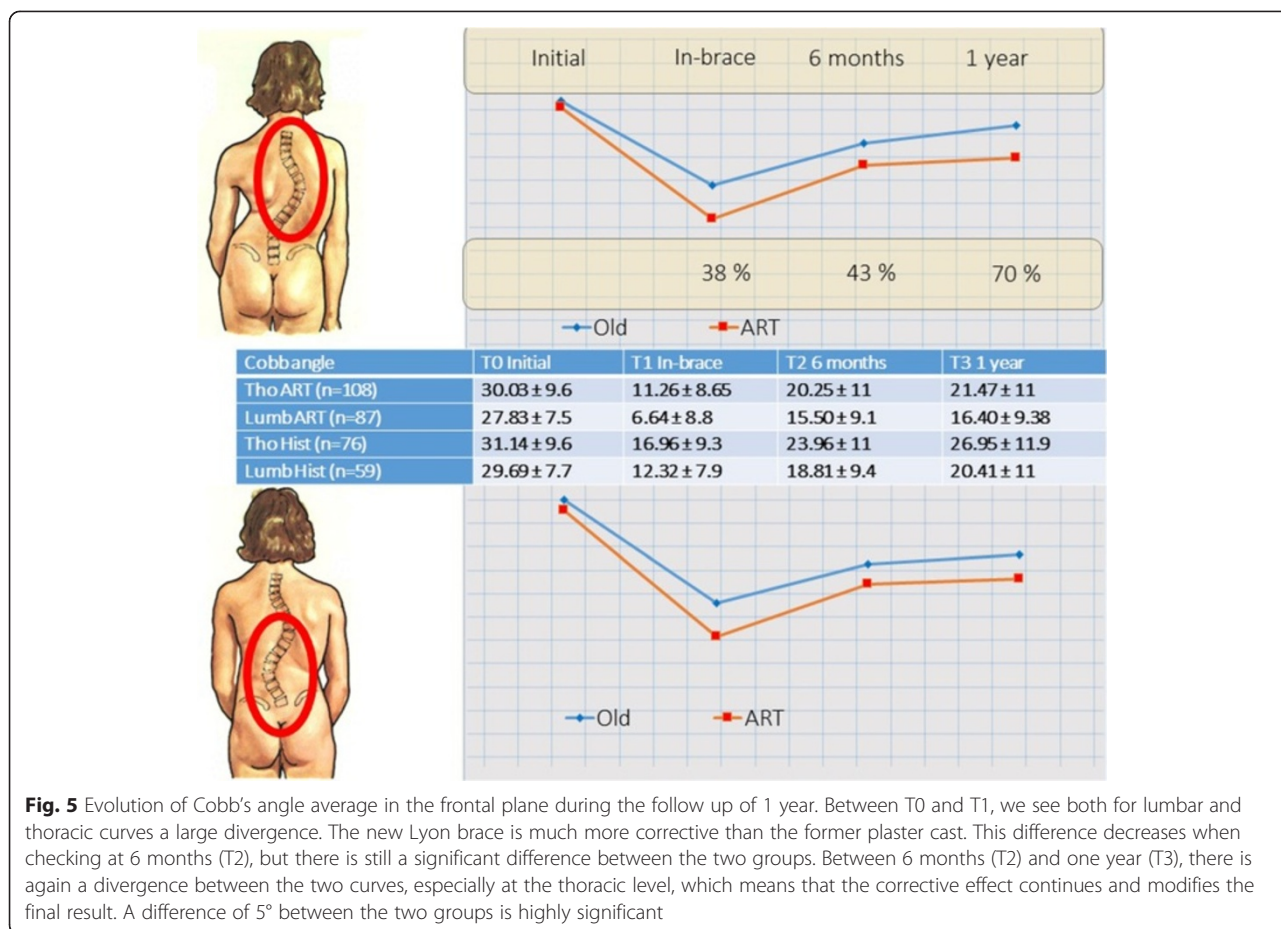 Initial In-brace 6 months 1 year
38 % 43 % 70 %
Old ART
Cobb angle T0 Initial T1 In-brace T2 6 months T3 1 year
Tho ART (n=108) 30.03±9.6 11.26±8.65 20.25±11 21.47±11
Lumb ART (n=87) 27.83±7.5 6.64±8.8 15.50±9.1 16.40±9.38
Tho Hist (n=76) 31.14±9.6 16.96±9.3 23.96±11 26.95±11.9
Lumb Hist (n=59) 29.69±7.7 12.32±7.9 18.81±9.4 20.41±11
Old ART
Fig. 5 Evolution of Cobb’s angle average in the frontal plane during the follow up of 1 year. Between T0 and T1, we see both for lumbar and
thoracic curves a large divergence. The new Lyon brace is much more corrective than the former plaster cast. This difference decreases when
checking at 6 months (T2), but there is still a significant difference between the two groups. Between 6 months (T2) and one year (T3), there is
again a divergence between the two curves, especially at the thoracic level, which means that the corrective effect continues and modifies the
final result. A difference of 5° between the two groups is highly significant